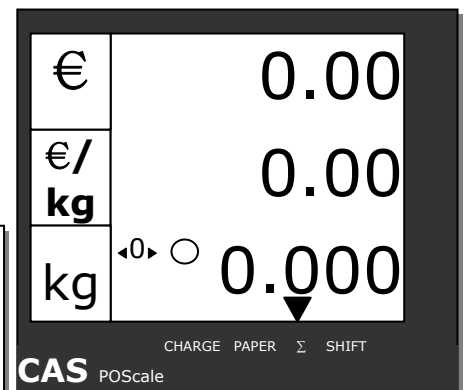 € 0.00
€/kg 0.00
kg ◂0▸ ○ 0.000
▼
CHARGE PAPER Σ SHIFT
CAS POScale